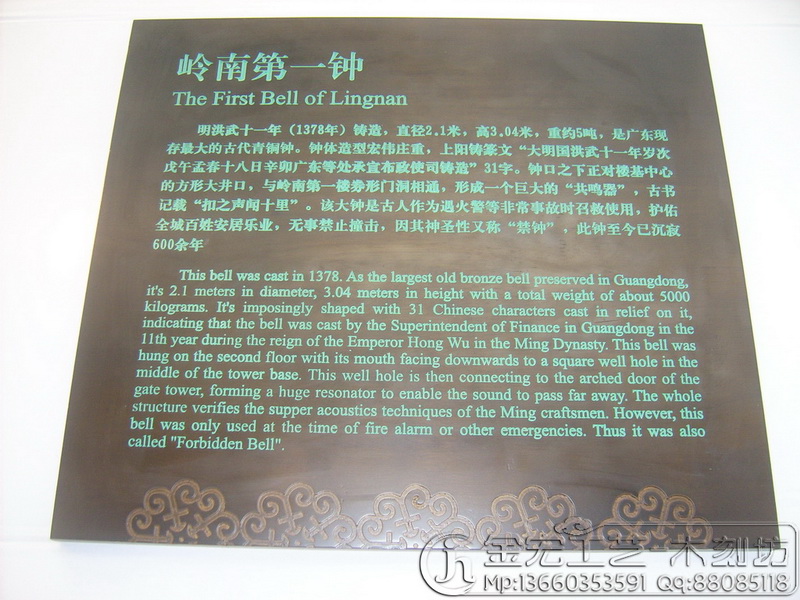 岭南第一钟
The First Bell of Lingnan
明洪武十一年（1378年）铸造，直径2.1米，高3.04米，重约5吨，是广东现
存最大的古代青铜钟。钟体造型宏伟庄重，上阳铸篆文“大明国洪武十一年岁次
戊午孟春十八日辛卯广东等处承宣布政使司铸造”31字。钟口之下正对楼基中心
的方形大井口，与岭南第一楼券形门洞相通，形成一个巨大的“共鸣器”，古书
记载“扣之声闻十里”。该大钟是古人作为遇火警等非常事故时召救使用，护佑
全城百姓安居乐业，无事禁止撞击，因其神圣性又称“禁钟”，此钟至今已沉寂
600余年
This bell was cast in 1378. As the largest old bronze bell preserved in Guangdong,
it's 2.1 meters in diameter, 3.04 meters in height with a total weight of about 5000
kilograms. It's imposingly shaped with 31 Chinese characters cast in relief on it,
indicating that the bell was cast by the Superintendent of Finance in Guangdong in the
11th year during the reign of the Emperor Hong Wu in the Ming Dynasty. This bell was
hung on the second floor with its mouth facing downwards to a square well hole in the
middle of the tower base. This well hole is then connecting to the arched door of the
gate tower, forming a huge resonator to enable the sound to pass far away. The whole
structure verifies the supper acoustics techniques of the Ming craftsmen. However, this
bell was only used at the time of fire alarm or other emergencies. Thus it was also
called "Forbidden Bell".
金宏工艺 木刻坊
Mp:13660353591 QQ:88085118